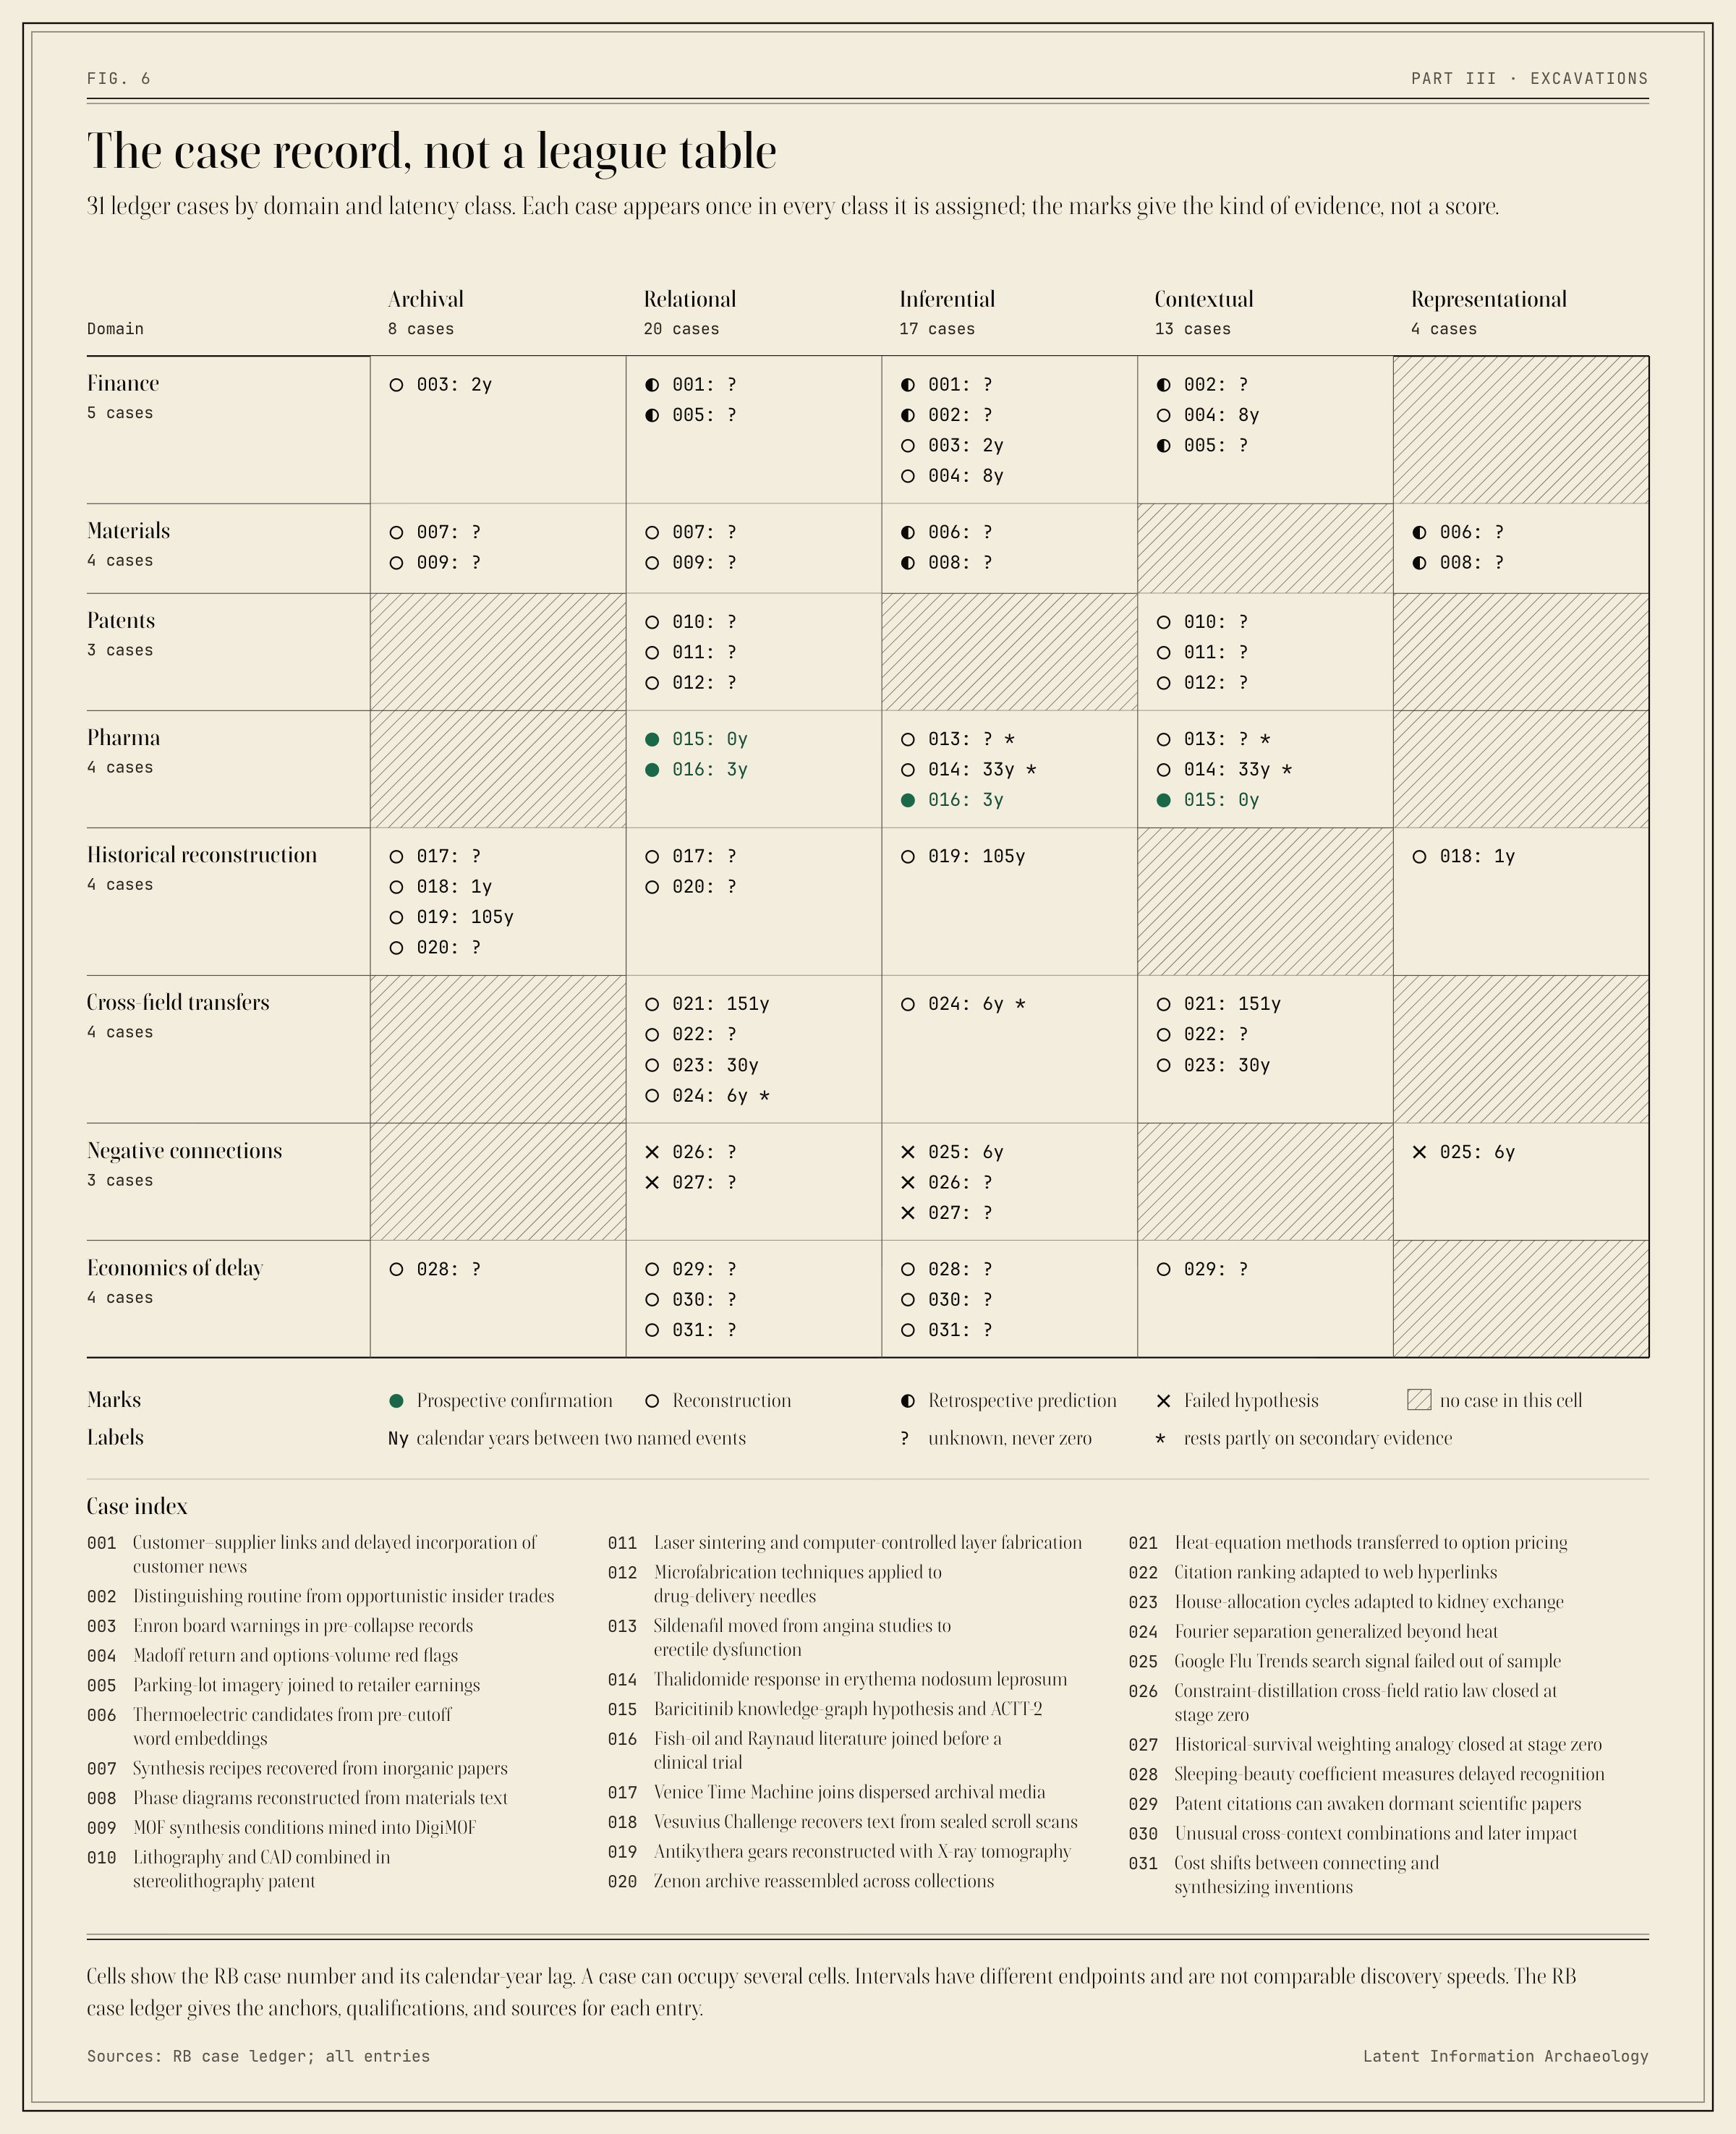 FIG. 6
PART III · EXCAVATIONS
The case record, not a league table
31 ledger cases by domain and latency class. Each case appears once in every class it is assigned; the marks give the kind of evidence, not a score.
Domain
Archival
8 cases
Relational
20 cases
Inferential
17 cases
Contextual
13 cases
Representational
4 cases
Finance
5 cases
003: 2y
001: ?
005: ?
001: ?
002: ?
003: 2y
004: 8y
002: ?
004: 8y
005: ?
Materials
4 cases
007: ?
009: ?
007: ?
009: ?
006: ?
008: ?
006: ?
008: ?
Patents
3 cases
010: ?
011: ?
012: ?
010: ?
011: ?
012: ?
Pharma
4 cases
015: 0y
016: 3y
013: ? *
014: 33y *
016: 3y
013: ? *
014: 33y *
015: 0y
Historical reconstruction
4 cases
017: ?
018: 1y
019: 105y
020: ?
017: ?
020: ?
019: 105y
018: 1y
Cross-field transfers
4 cases
021: 151y
022: ?
023: 30y
024: 6y *
024: 6y *
021: 151y
022: ?
023: 30y
Negative connections
3 cases
026: ?
027: ?
025: 6y
026: ?
027: ?
025: 6y
Economics of delay
4 cases
028: ?
029: ?
030: ?
031: ?
028: ?
030: ?
031: ?
029: ?
Marks
Prospective confirmation
Reconstruction
Retrospective prediction
Failed hypothesis
no case in this cell
Labels
Ny calendar years between two named events
? unknown, never zero
* rests partly on secondary evidence
Case index
001 Customer–supplier links and delayed incorporation of
customer news
002 Distinguishing routine from opportunistic insider trades
003 Enron board warnings in pre-collapse records
004 Madoff return and options-volume red flags
005 Parking-lot imagery joined to retailer earnings
006 Thermoelectric candidates from pre-cutoff
word embeddings
007 Synthesis recipes recovered from inorganic papers
008 Phase diagrams reconstructed from materials text
009 MOF synthesis conditions mined into DigiMOF
010 Lithography and CAD combined in
stereolithography patent
011 Laser sintering and computer-controlled layer fabrication
012 Microfabrication techniques applied to
drug-delivery needles
013 Sildenafil moved from angina studies to
erectile dysfunction
014 Thalidomide response in erythema nodosum leprosum
015 Baricitinib knowledge-graph hypothesis and ACTT-2
016 Fish-oil and Raynaud literature joined before a
clinical trial
017 Venice Time Machine joins dispersed archival media
018 Vesuvius Challenge recovers text from sealed scroll scans
019 Antikythera gears reconstructed with X-ray tomography
020 Zenon archive reassembled across collections
021 Heat-equation methods transferred to option pricing
022 Citation ranking adapted to web hyperlinks
023 House-allocation cycles adapted to kidney exchange
024 Fourier separation generalized beyond heat
025 Google Flu Trends search signal failed out of sample
026 Constraint-distillation cross-field ratio law closed at
stage zero
027 Historical-survival weighting analogy closed at stage zero
028 Sleeping-beauty coefficient measures delayed recognition
029 Patent citations can awaken dormant scientific papers
030 Unusual cross-context combinations and later impact
031 Cost shifts between connecting and
synthesizing inventions
Cells show the RB case number and its calendar-year lag. A case can occupy several cells. Intervals have different endpoints and are not comparable discovery speeds. The RB
case ledger gives the anchors, qualifications, and sources for each entry.
Sources: RB case ledger; all entries
Latent Information Archaeology